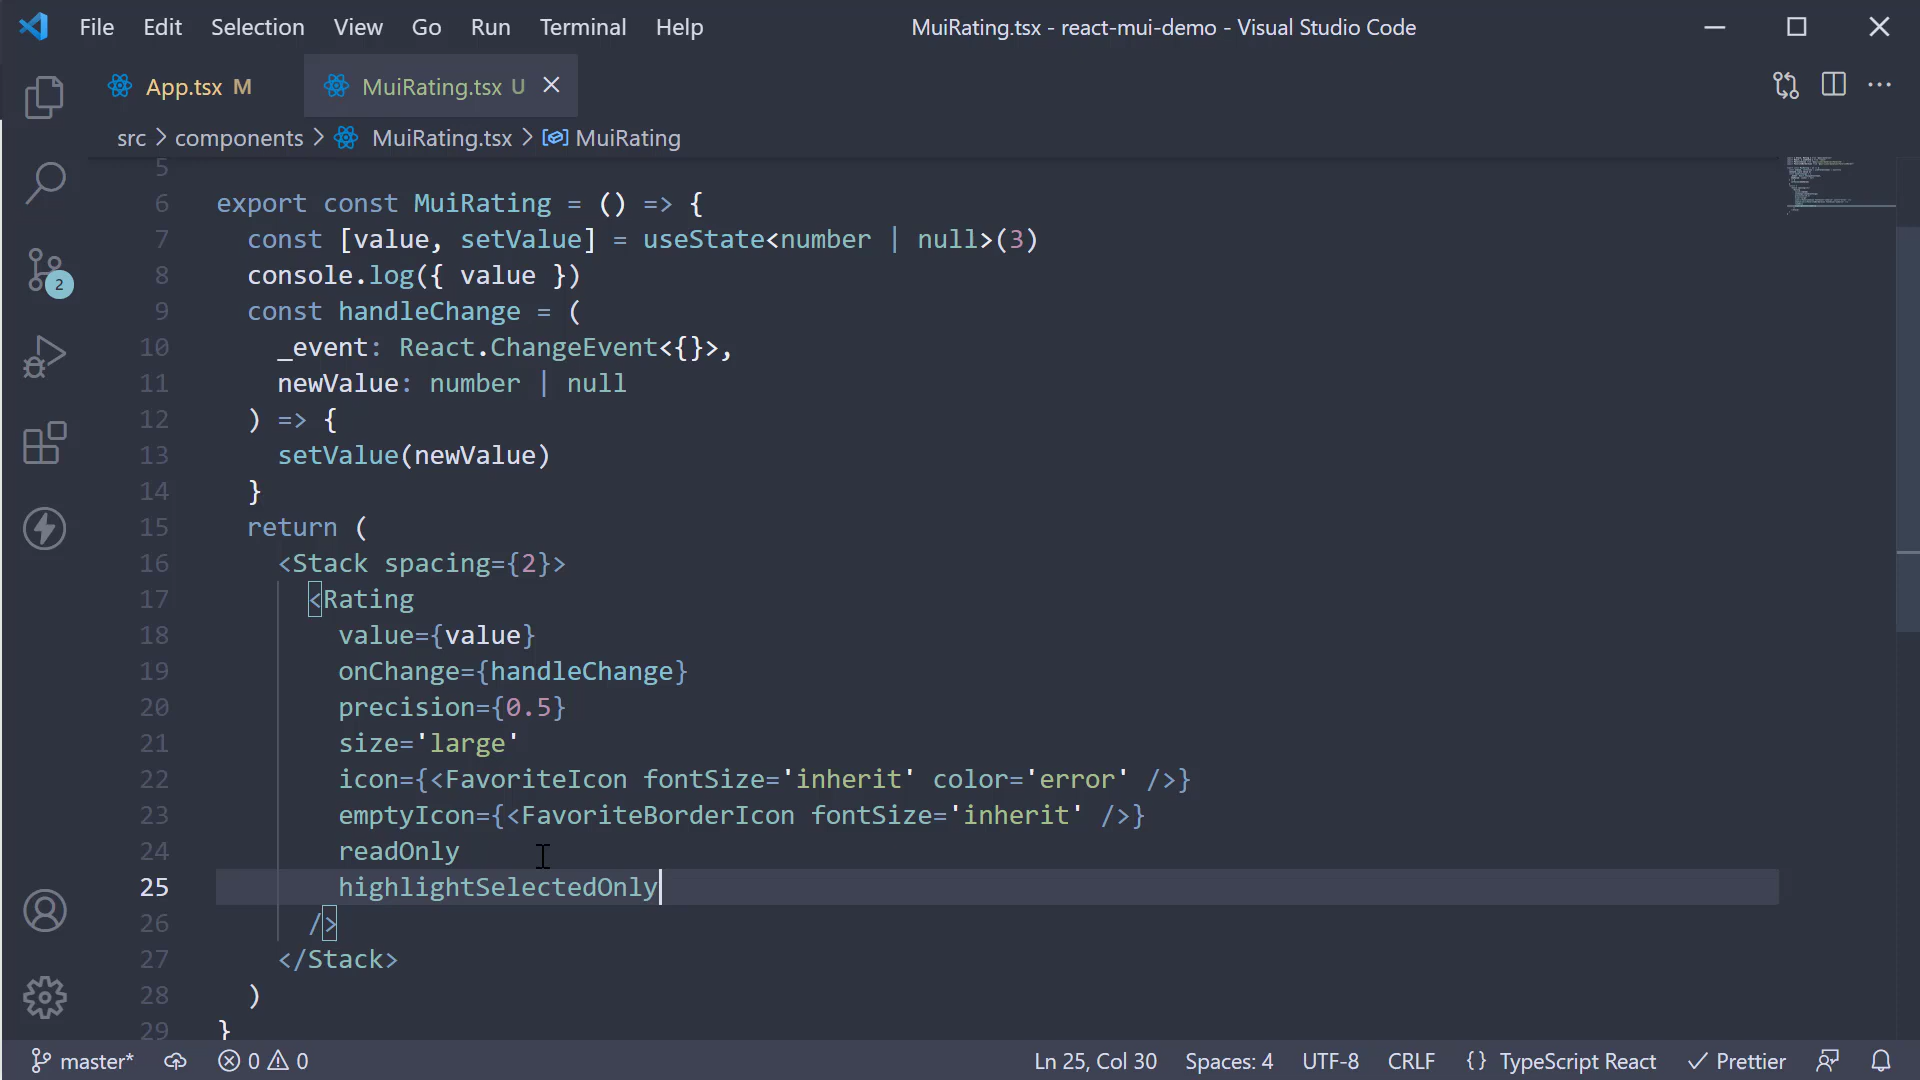 File Edit Selection View Go Run Terminal Help MuiRating.tsx - react-mui-demo - Visual Studio Code
App.tsx M MuiRating.tsx U
src > components > MuiRating.tsx > MuiRating
5
6 export const MuiRating = () => {
7 const [value, setValue] = useState<number | null>(3)
8 console.log({ value })
9 const handleChange = (
10 _event: React.ChangeEvent<{}>,
11 newValue: number | null
12 ) => {
13 setValue(newValue)
14 }
15 return (
16 <Stack spacing={2}>
17 <Rating
18 value={value}
19 onChange={handleChange}
20 precision={0.5}
21 size='large'
22 icon={<FavoriteIcon fontSize='inherit' color='error' />}
23 emptyIcon={<FavoriteBorderIcon fontSize='inherit' />}
24 readOnly
25 highlightSelectedOnly
26 />
27 </Stack>
28 )
29 }
2
master* 0 0 Ln 25, Col 30 Spaces: 4 UTF-8 CRLF {} TypeScript React Prettier